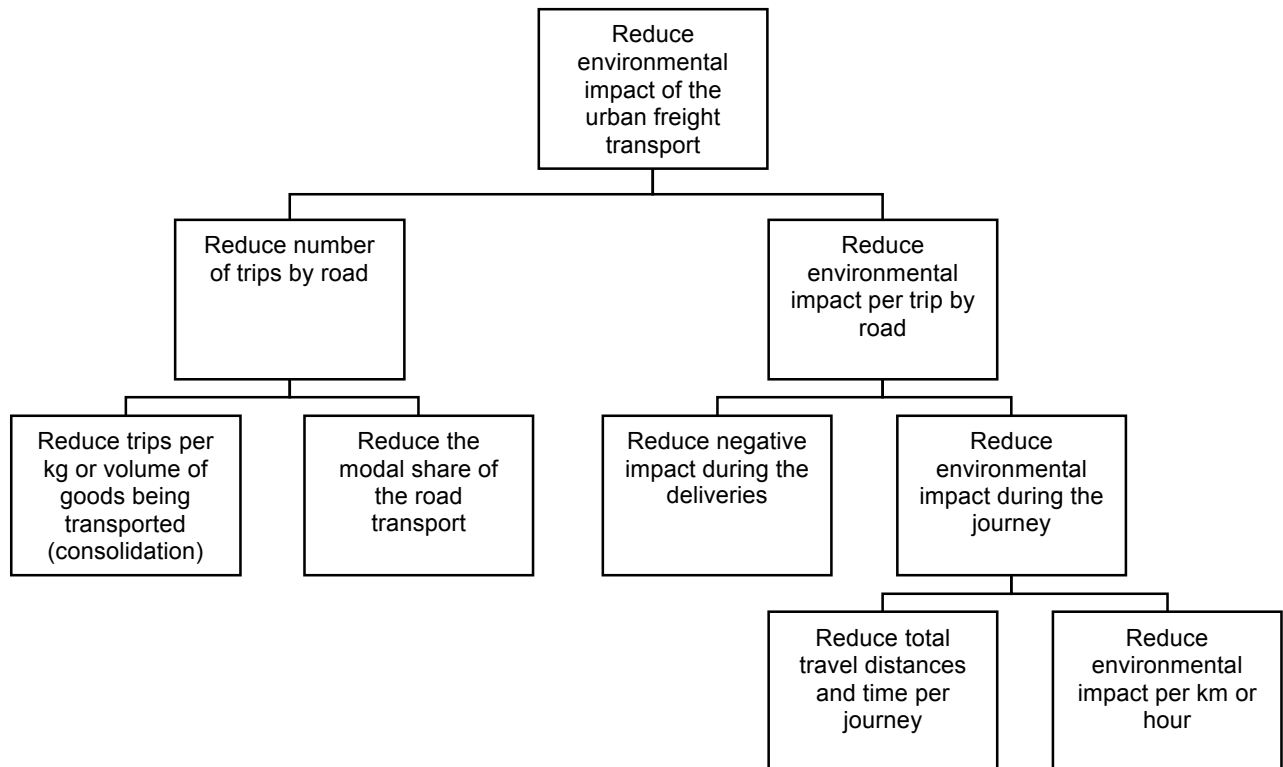 Reduce
environmental
impact of the
urban freight
transport
Reduce number
of trips by road
Reduce
environmental
impact per trip by
road
Reduce trips per
kg or volume of
goods being
transported
(consolidation)
Reduce the
modal share of
the road
transport
Reduce negative
impact during the
deliveries
Reduce
environmental
impact during the
journey
Reduce total
travel distances
and time per
journey
Reduce
environmental
impact per km or
hour